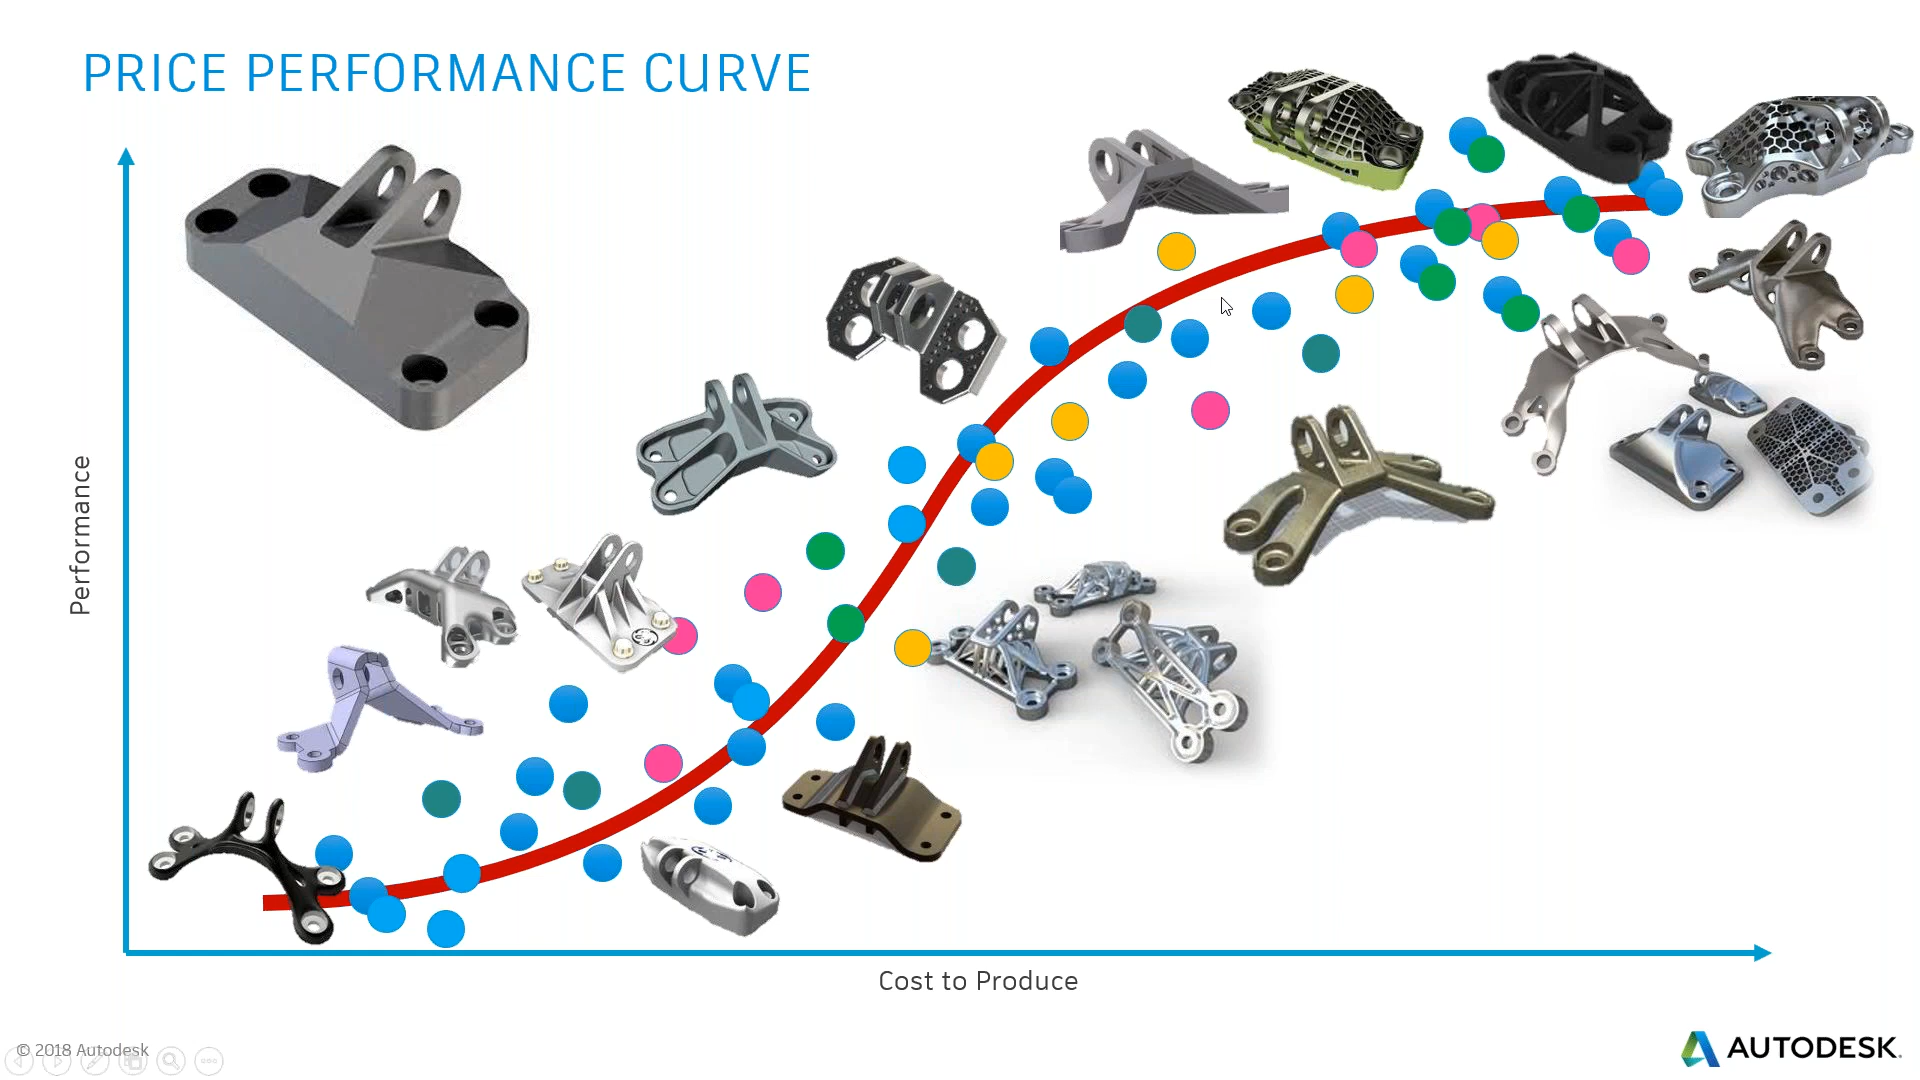 PRICE PERFORMANCE CURVE
Performance
Cost to Produce
© 2018 Autodesk
AUTODESK.